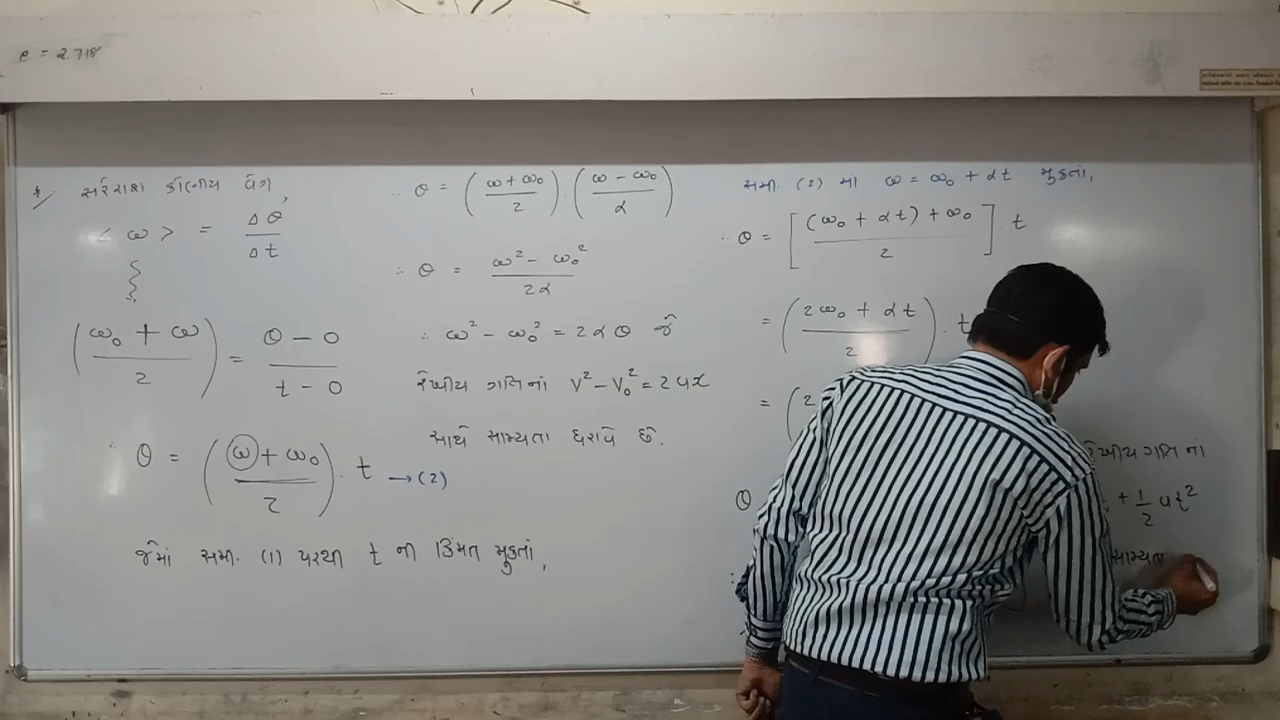 e = 2.718
* સરેરાશ કોણીય વેગ,
< ω > = Δθ / Δt
(ω₀ + ω / 2) = θ − 0 / t − 0
∴ θ = (ω + ω₀ / 2) . t → (2)
જેમાં સમી. (1) પરથી t ની કિંમત મુકતાં,
∴ θ = (ω + ω₀ / 2) . (ω − ω₀ / α)
∴ θ = ω² − ω₀² / 2α
∴ ω² − ω₀² = 2αθ જે
રેખીય ગતિનાં v² − v₀² = 2ax
સાથે સામ્યતા ધરાવે છે.
સમી. (2) માં ω = ω₀ + αt મુકતાં,
∴ θ = [(ω₀ + αt) + ω₀ / 2] . t
= (2ω₀ + αt / 2) . t
= (2
રેખીય ગતિ નાં
θ
+ 1/2 at²
સામ્યતા